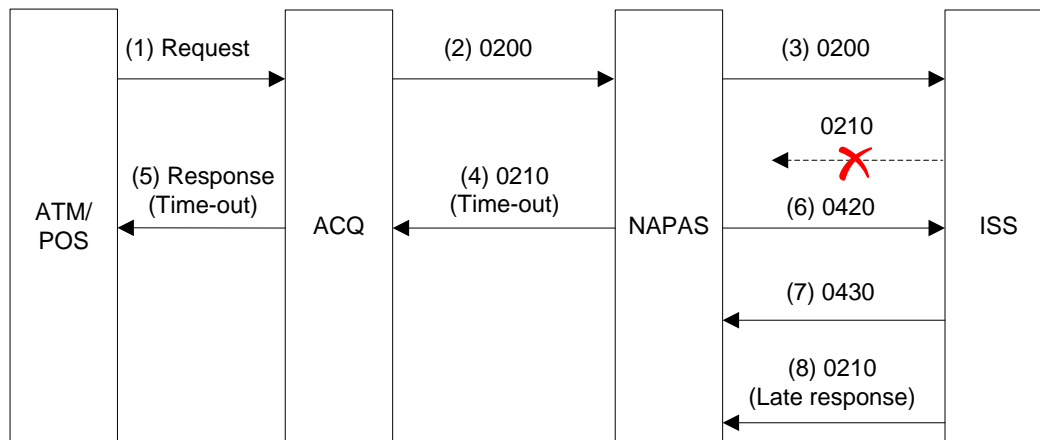 (1) Request
(2) 0200
(3) 0200
0210
(5) Response
(Time-out)
(4) 0210
(Time-out)
(6) 0420
ATM/
POS
ACQ
NAPAS
ISS
(7) 0430
(8) 0210
(Late response)